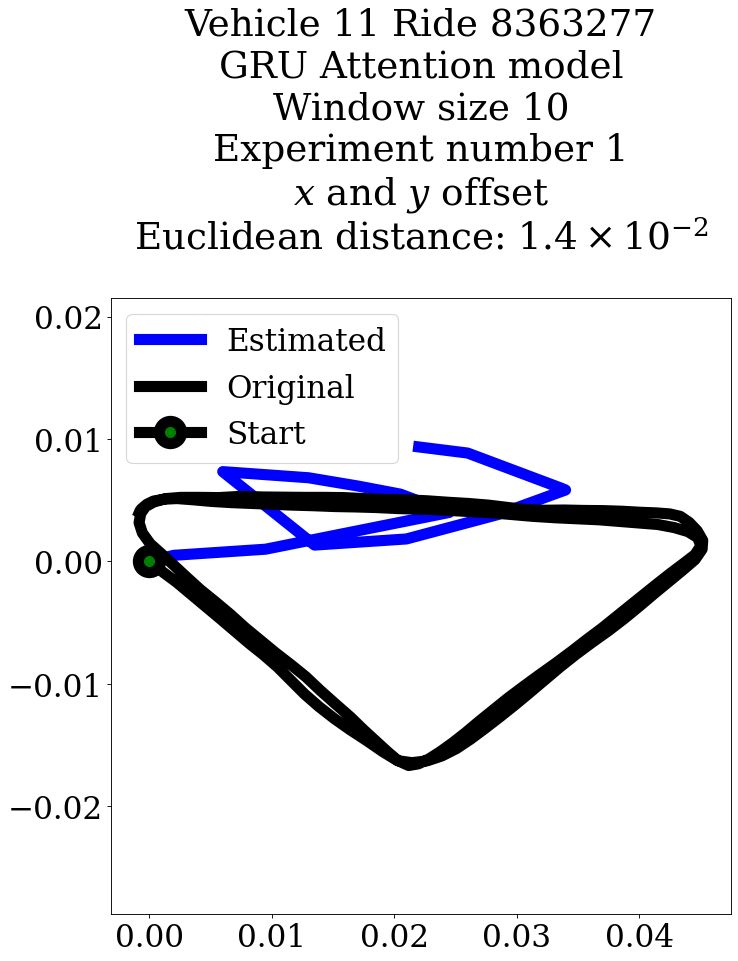 Vehicle 11 Ride 8363277
GRU Attention model
Window size 10
Experiment number 1
x and y offset
Euclidean distance: 1.4 × 10⁻²
Estimated
Original
Start
0.02
0.01
0.00
−0.01
−0.02
0.00 0.01 0.02 0.03 0.04